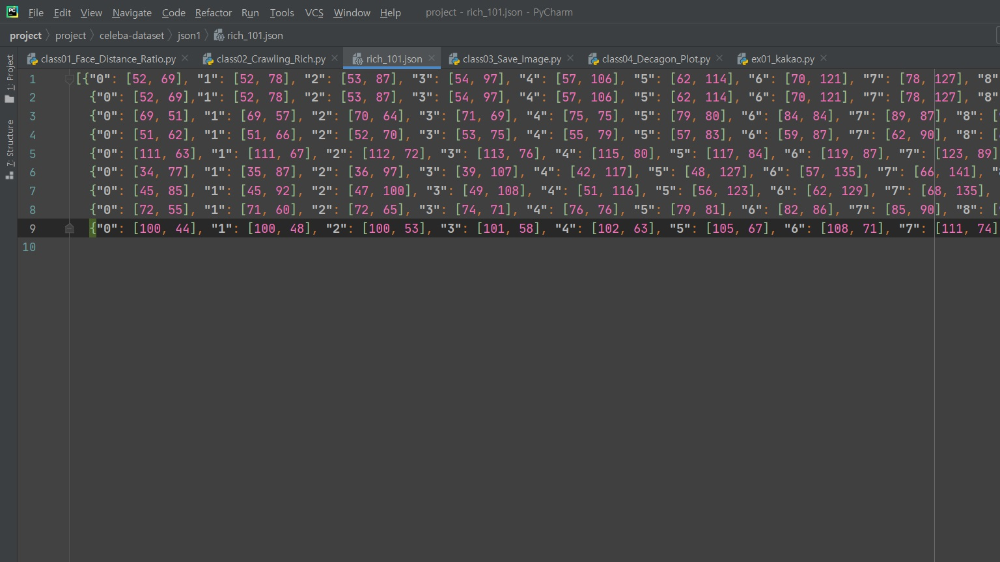 PC File Edit View Navigate Code Refactor Run Tools VCS Window Help project - rich_101.json - PyCharm
project project celeba-dataset json1 rich_101.json
class01_Face_Distance_Ratio.py class02_Crawling_Rich.py rich_101.json class03_Save_Image.py class04_Decagon_Plot.py ex01_kakao.py
1: Project
7: Structure
1 [{"0": [52, 69], "1": [52, 78], "2": [53, 87], "3": [54, 97], "4": [57, 106], "5": [62, 114], "6": [70, 121], "7": [78, 127], "8"
2 {"0": [52, 69],"1": [52, 78], "2": [53, 87], "3": [54, 97], "4": [57, 106], "5": [62, 114], "6": [70, 121], "7": [78, 127], "8"
3 {"0": [69, 51], "1": [69, 57], "2": [70, 64], "3": [71, 69], "4": [75, 75], "5": [79, 80], "6": [84, 84], "7": [89, 87], "8": [
4 {"0": [51, 62], "1": [51, 66], "2": [52, 70], "3": [53, 75], "4": [55, 79], "5": [57, 83], "6": [59, 87], "7": [62, 90], "8": [
5 {"0": [111, 63], "1": [111, 67], "2": [112, 72], "3": [113, 76], "4": [115, 80], "5": [117, 84], "6": [119, 87], "7": [123, 89]
6 {"0": [34, 77], "1": [35, 87], "2": [36, 97], "3": [39, 107], "4": [42, 117], "5": [48, 127], "6": [57, 135], "7": [66, 141], "
7 {"0": [45, 85], "1": [45, 92], "2": [47, 100], "3": [49, 108], "4": [51, 116], "5": [56, 123], "6": [62, 129], "7": [68, 135],
8 {"0": [72, 55], "1": [71, 60], "2": [72, 65], "3": [74, 71], "4": [76, 76], "5": [79, 81], "6": [82, 86], "7": [85, 90], "8": [
9 {"0": [100, 44], "1": [100, 48], "2": [100, 53], "3": [101, 58], "4": [102, 63], "5": [105, 67], "6": [108, 71], "7": [111, 74]
10